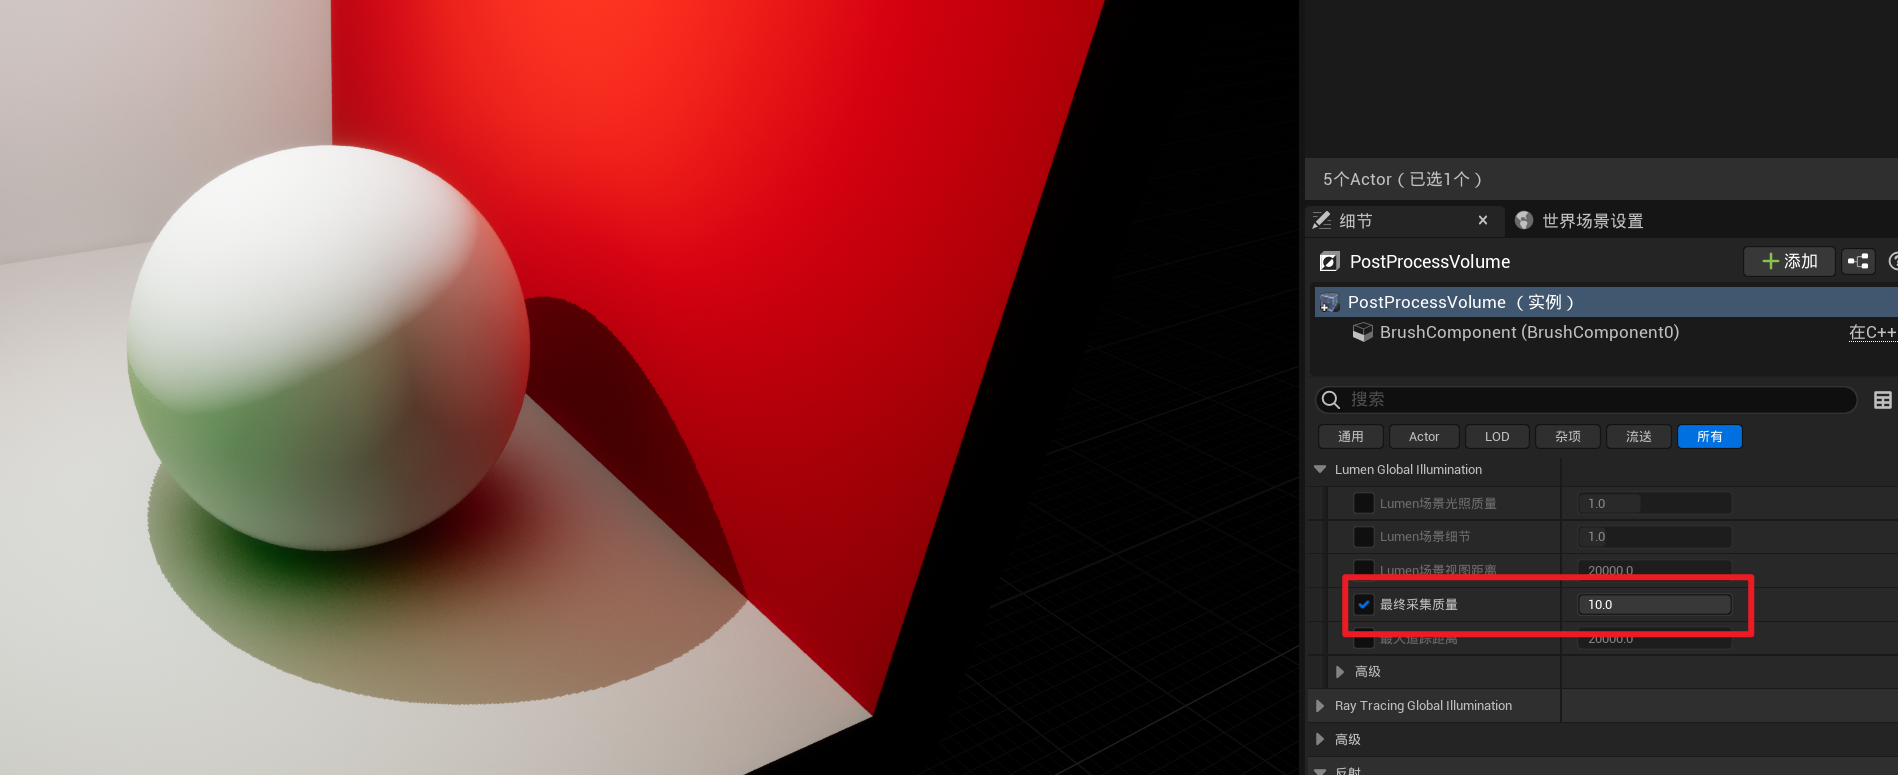 5个Actor（已选1个）
细节
世界场景设置
PostProcessVolume
添加
PostProcessVolume （实例）
BrushComponent (BrushComponent0)
在C++
搜索
通用
Actor
LOD
杂项
流送
所有
Lumen Global Illumination
Lumen场景光照质量
1.0
Lumen场景细节
1.0
Lumen场景视图距离
20000.0
最终采集质量
10.0
最大追踪距离
20000.0
高级
Ray Tracing Global Illumination
高级
反射